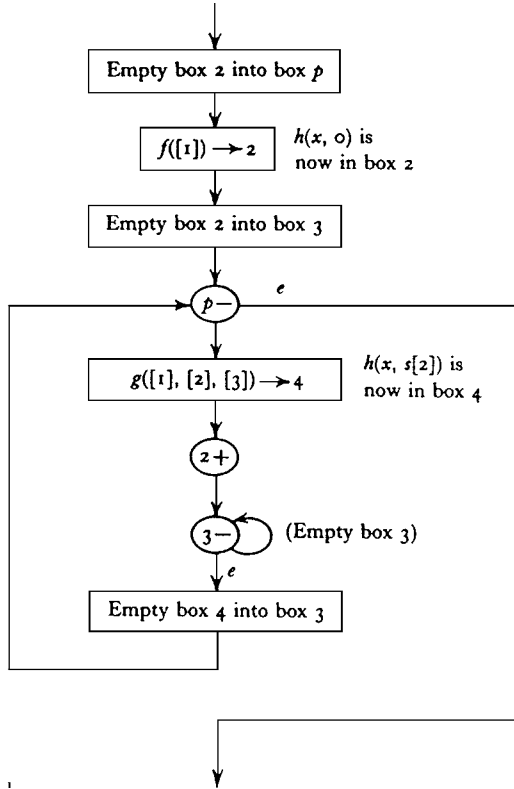 Empty box 2 into box p
f([1]) → 2
h(x, 0) is
now in box 2
Empty box 2 into box 3
p−
e
g([1], [2], [3]) → 4
h(x, s[2]) is
now in box 4
2+
3−
(Empty box 3)
e
Empty box 4 into box 3